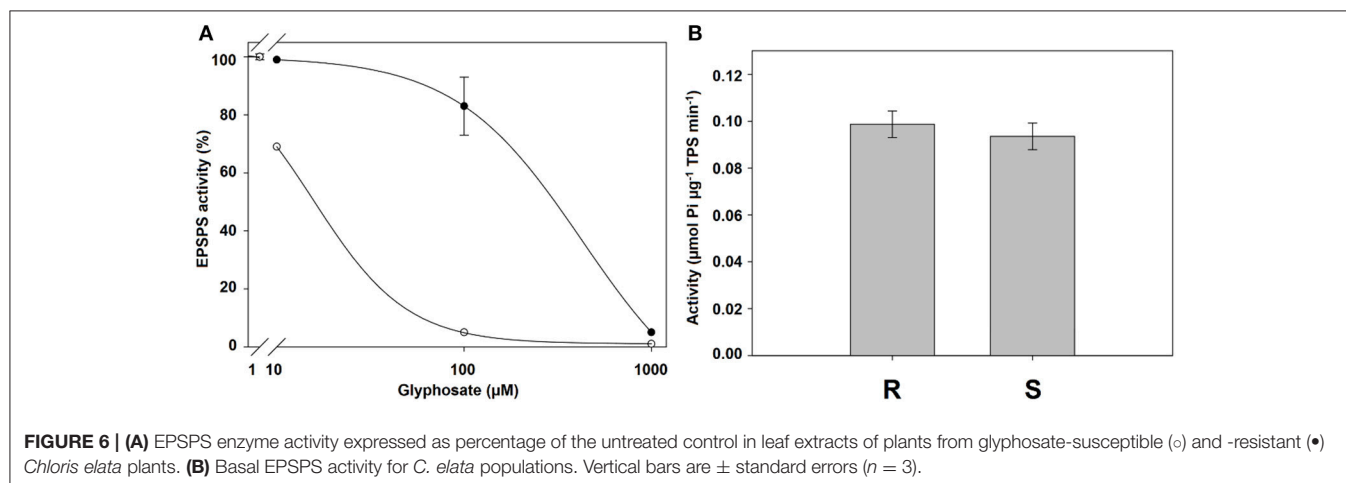 A
100
80
60
40
20
0
EPSPS activity (%)
1 10 100 1000
Glyphosate (µM)
B
0.12
0.10
0.08
0.06
0.04
0.02
0.00
Activity (µmol Pi µg⁻¹ TPS min⁻¹)
R S
FIGURE 6 | (A) EPSPS enzyme activity expressed as percentage of the untreated control in leaf extracts of plants from glyphosate-susceptible (○) and -resistant (●)
Chloris elata plants. (B) Basal EPSPS activity for C. elata populations. Vertical bars are ± standard errors (n = 3).